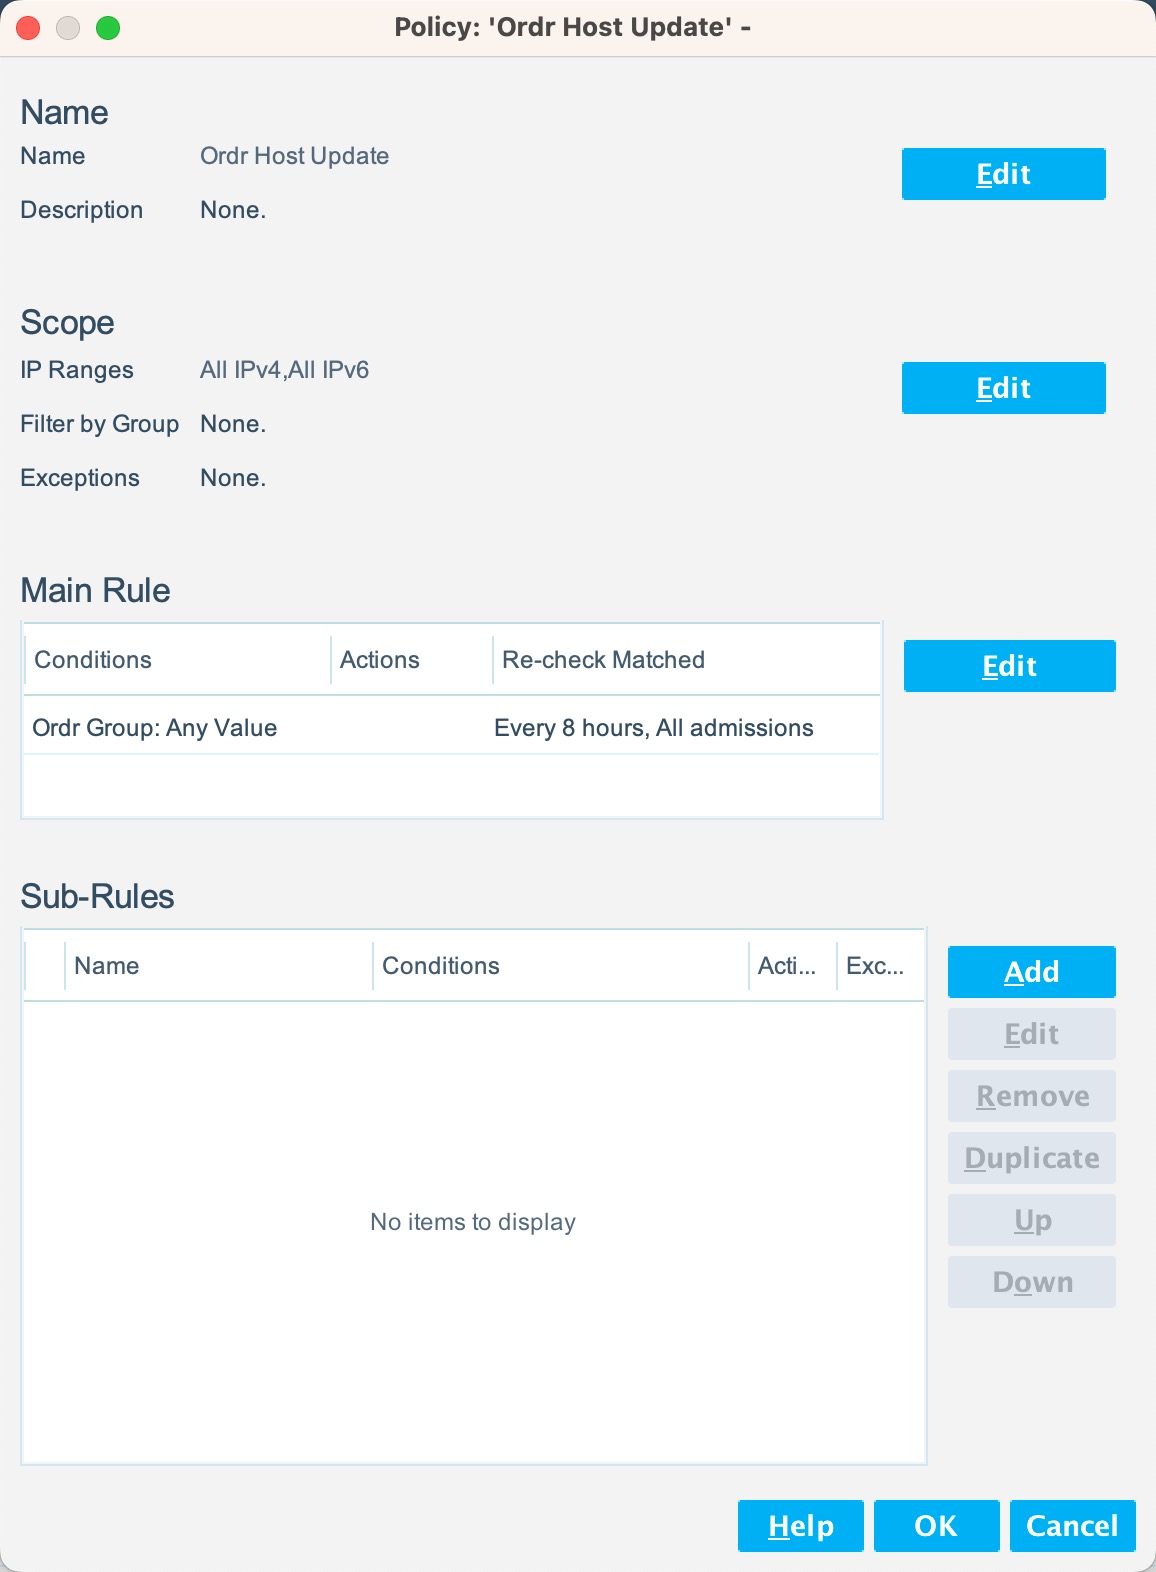 Policy: 'Ordr Host Update' -
Name
Name Ordr Host Update
Edit
Description None.
Scope
IP Ranges All IPv4,All IPv6
Edit
Filter by Group None.
Exceptions None.
Main Rule
Conditions Actions Re-check Matched
Edit
Ordr Group: Any Value Every 8 hours, All admissions
Sub-Rules
Name Conditions Acti... Exc...
Add
Edit
Remove
Duplicate
Up
No items to display
Down
Help OK Cancel